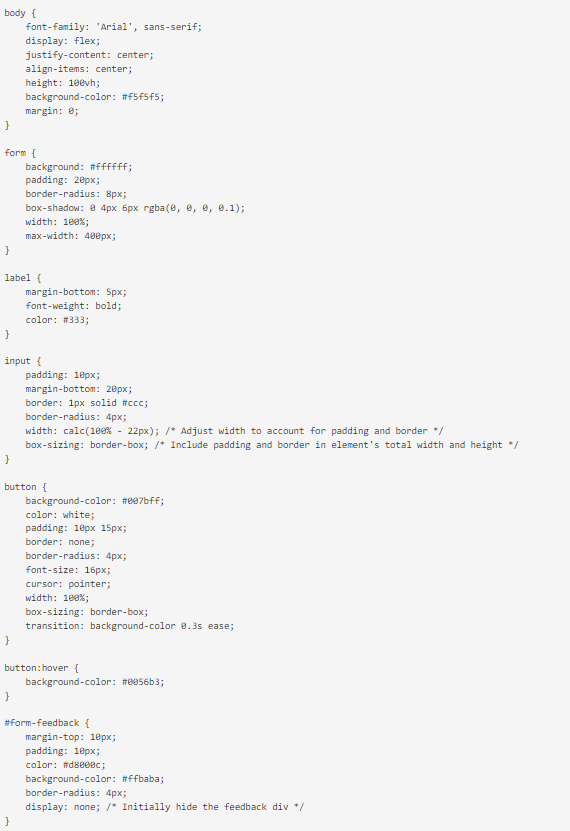 body {
    font-family: 'Arial', sans-serif;
    display: flex;
    justify-content: center;
    align-items: center;
    height: 100vh;
    background-color: #f5f5f5;
    margin: 0;
}

form {
    background: #ffffff;
    padding: 20px;
    border-radius: 8px;
    box-shadow: 0 4px 6px rgba(0, 0, 0, 0.1);
    width: 100%;
    max-width: 400px;
}

label {
    margin-bottom: 5px;
    font-weight: bold;
    color: #333;
}

input {
    padding: 10px;
    margin-bottom: 20px;
    border: 1px solid #ccc;
    border-radius: 4px;
    width: calc(100% - 22px); /* Adjust width to account for padding and border */
    box-sizing: border-box; /* Include padding and border in element's total width and height */
}

button {
    background-color: #007bff;
    color: white;
    padding: 10px 15px;
    border: none;
    border-radius: 4px;
    font-size: 16px;
    cursor: pointer;
    width: 100%;
    box-sizing: border-box;
    transition: background-color 0.3s ease;
}

button:hover {
    background-color: #0056b3;
}

#form-feedback {
    margin-top: 10px;
    padding: 10px;
    color: #d8000c;
    background-color: #ffbaba;
    border-radius: 4px;
    display: none; /* Initially hide the feedback div */
}